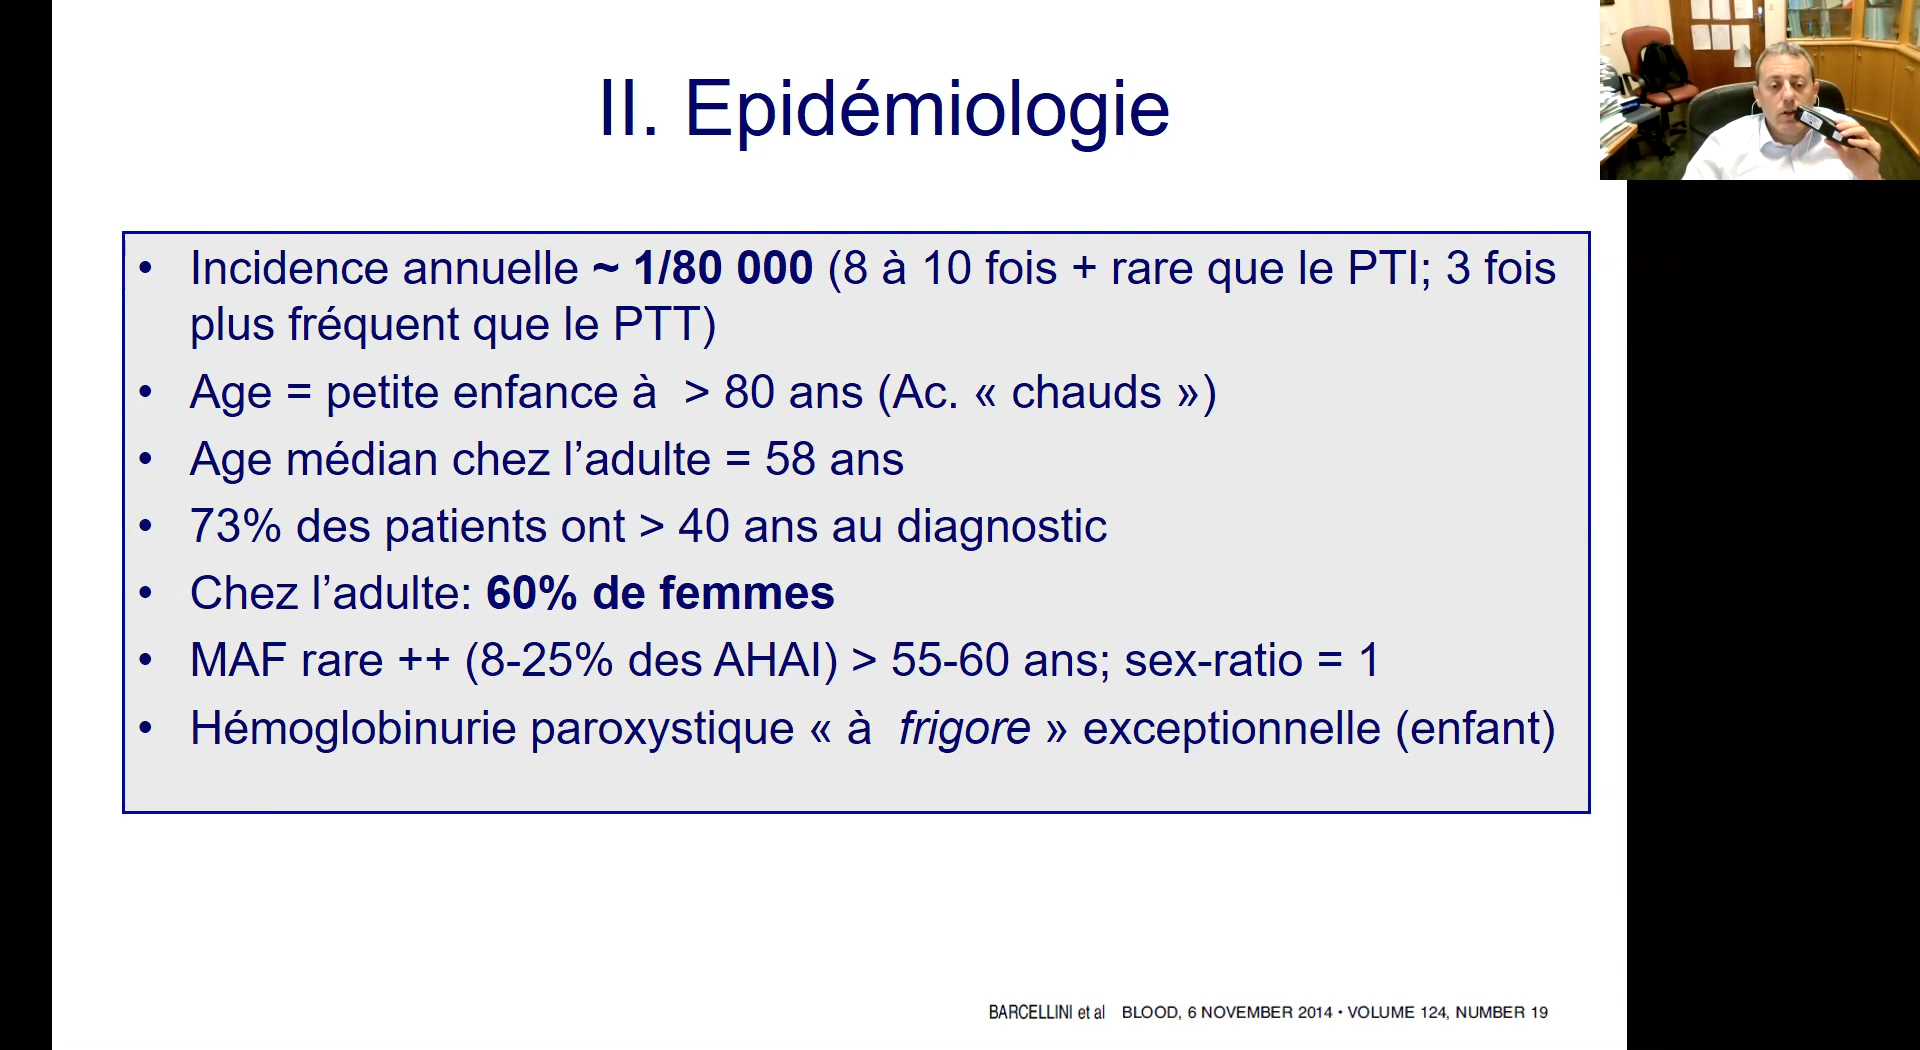 II. Epidémiologie
• Incidence annuelle ~ 1/80 000 (8 à 10 fois + rare que le PTI; 3 fois
plus fréquent que le PTT)
• Age = petite enfance à > 80 ans (Ac. « chauds »)
• Age médian chez l’adulte = 58 ans
• 73% des patients ont > 40 ans au diagnostic
• Chez l’adulte: 60% de femmes
• MAF rare ++ (8-25% des AHAI) > 55-60 ans; sex-ratio = 1
• Hémoglobinurie paroxystique « à frigore » exceptionnelle (enfant)
BARCELLINI et al BLOOD, 6 NOVEMBER 2014 • VOLUME 124, NUMBER 19